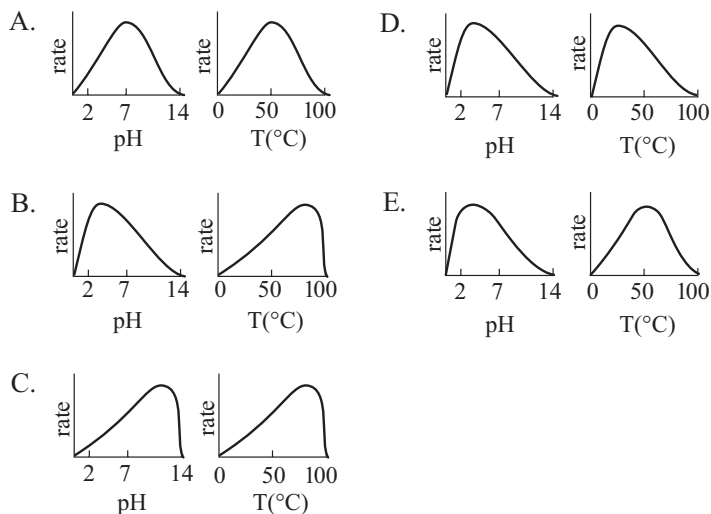 A.
rate
2 7 14
pH
rate
0 50 100
T(°C)
B.
rate
2 7 14
pH
rate
0 50 100
T(°C)
C.
rate
2 7 14
pH
rate
0 50 100
T(°C)
D.
rate
2 7 14
pH
rate
0 50 100
T(°C)
E.
rate
2 7 14
pH
rate
0 50 100
T(°C)